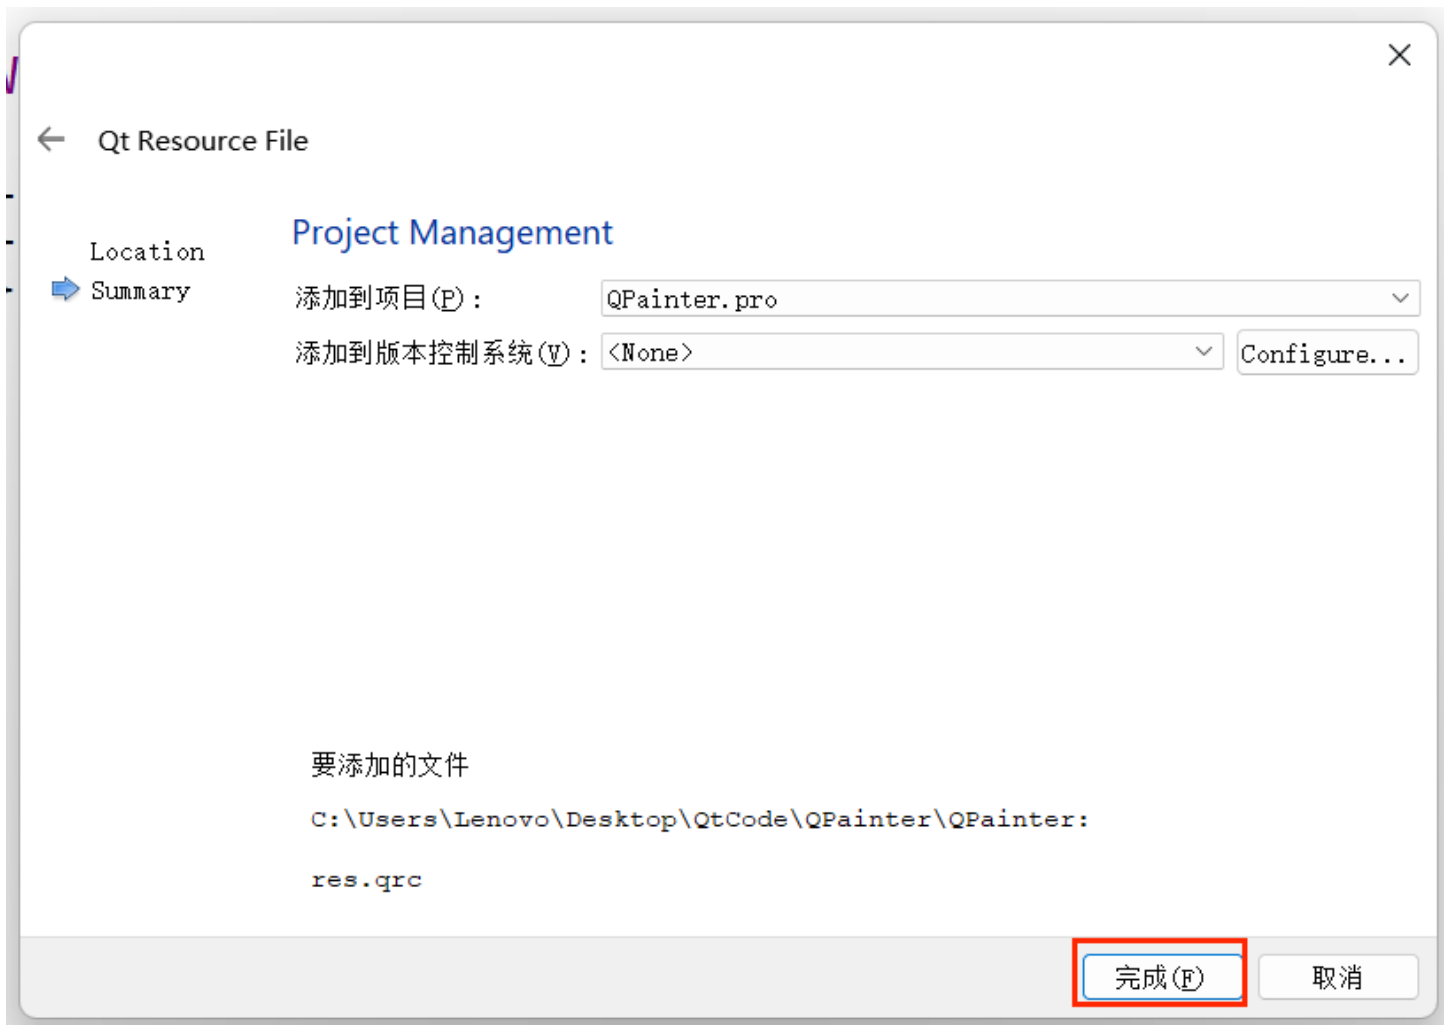 Qt Resource File
Location
Summary
Project Management
添加到项目(P)：
QPainter.pro
添加到版本控制系统(V)：
<None>
Configure...
要添加的文件
C:\Users\Lenovo\Desktop\QtCode\QPainter\QPainter:
res.qrc
完成(F)
取消